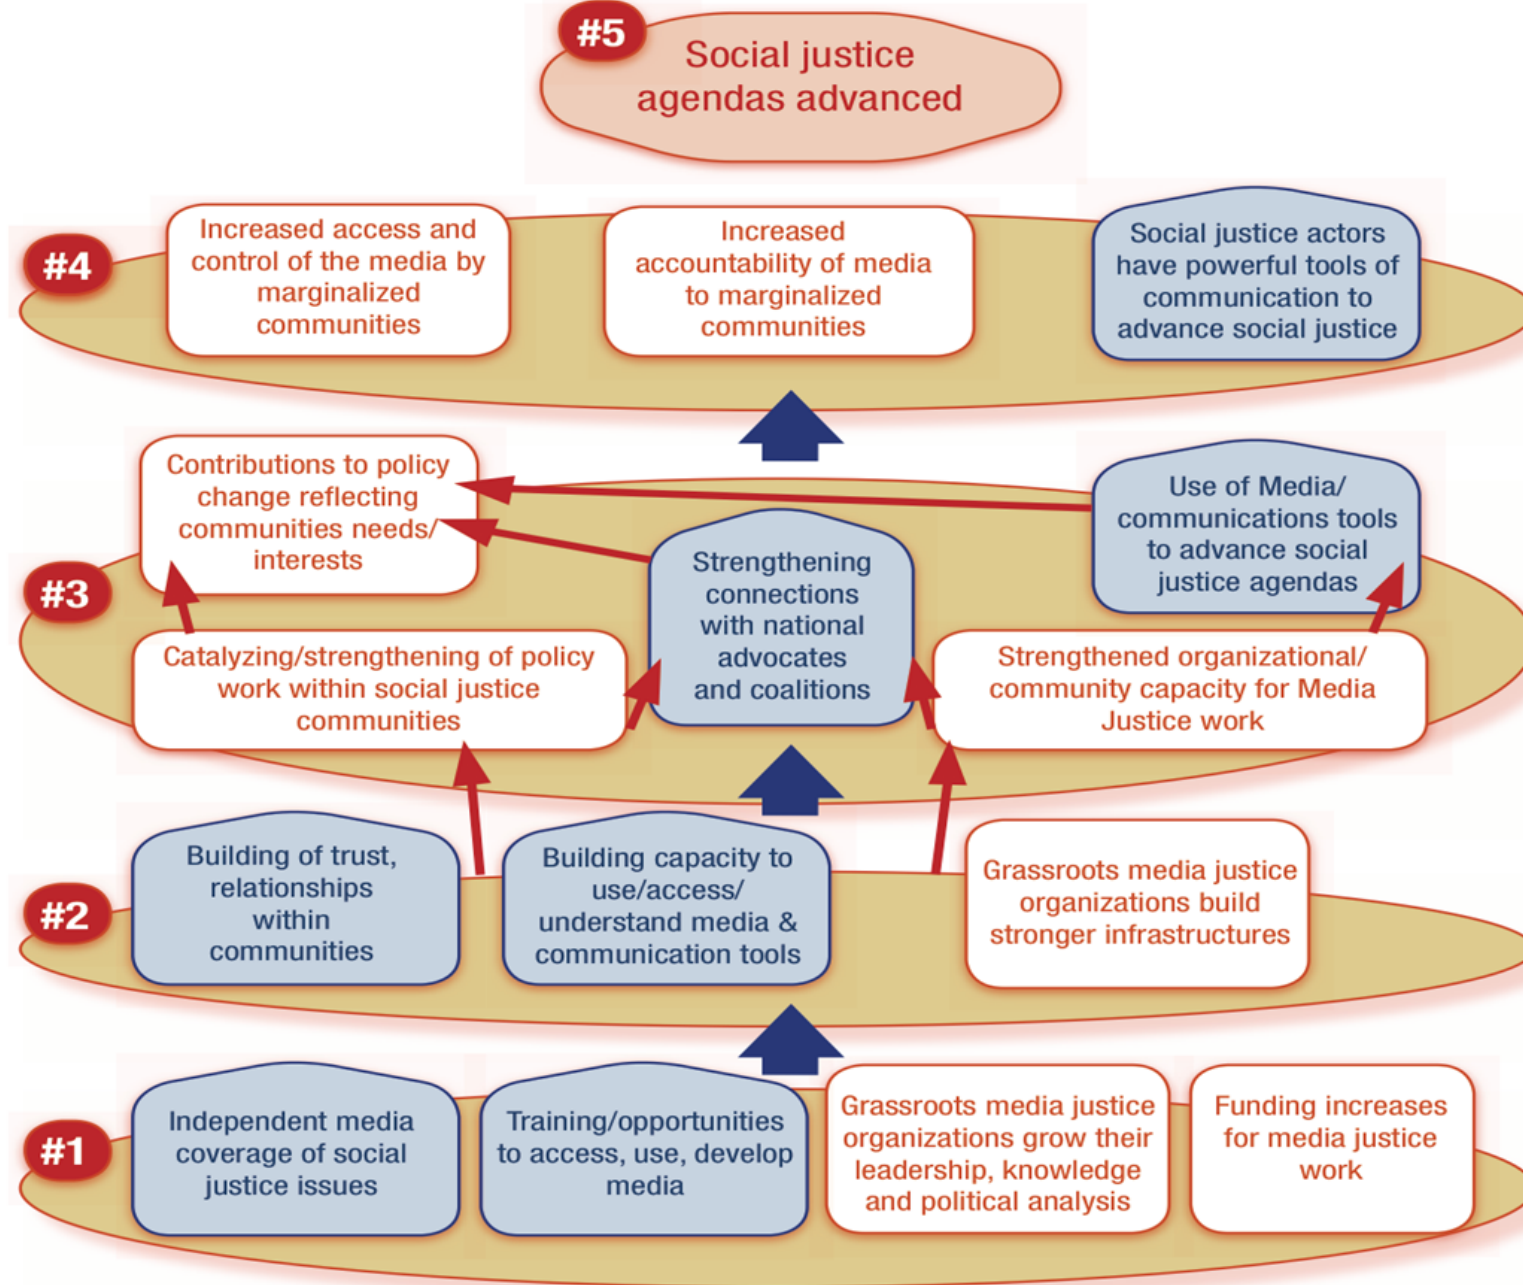 #5
Social justice
agendas advanced
#4
Increased access and
control of the media by
marginalized
communities
Increased
accountability of media
to marginalized
communities
Social justice actors
have powerful tools of
communication to
advance social justice
#3
Contributions to policy
change reflecting
communities needs/
interests
Use of Media/
communications tools
to advance social
justice agendas
Strengthening
connections
with national
advocates
and coalitions
Catalyzing/strengthening of policy
work within social justice
communities
Strengthened organizational/
community capacity for Media
Justice work
#2
Building of trust,
relationships
within
communities
Building capacity to
use/access/
understand media &
communication tools
Grassroots media justice
organizations build
stronger infrastructures
#1
Independent media
coverage of social
justice issues
Training/opportunities
to access, use, develop
media
Grassroots media justice
organizations grow their
leadership, knowledge
and political analysis
Funding increases
for media justice
work